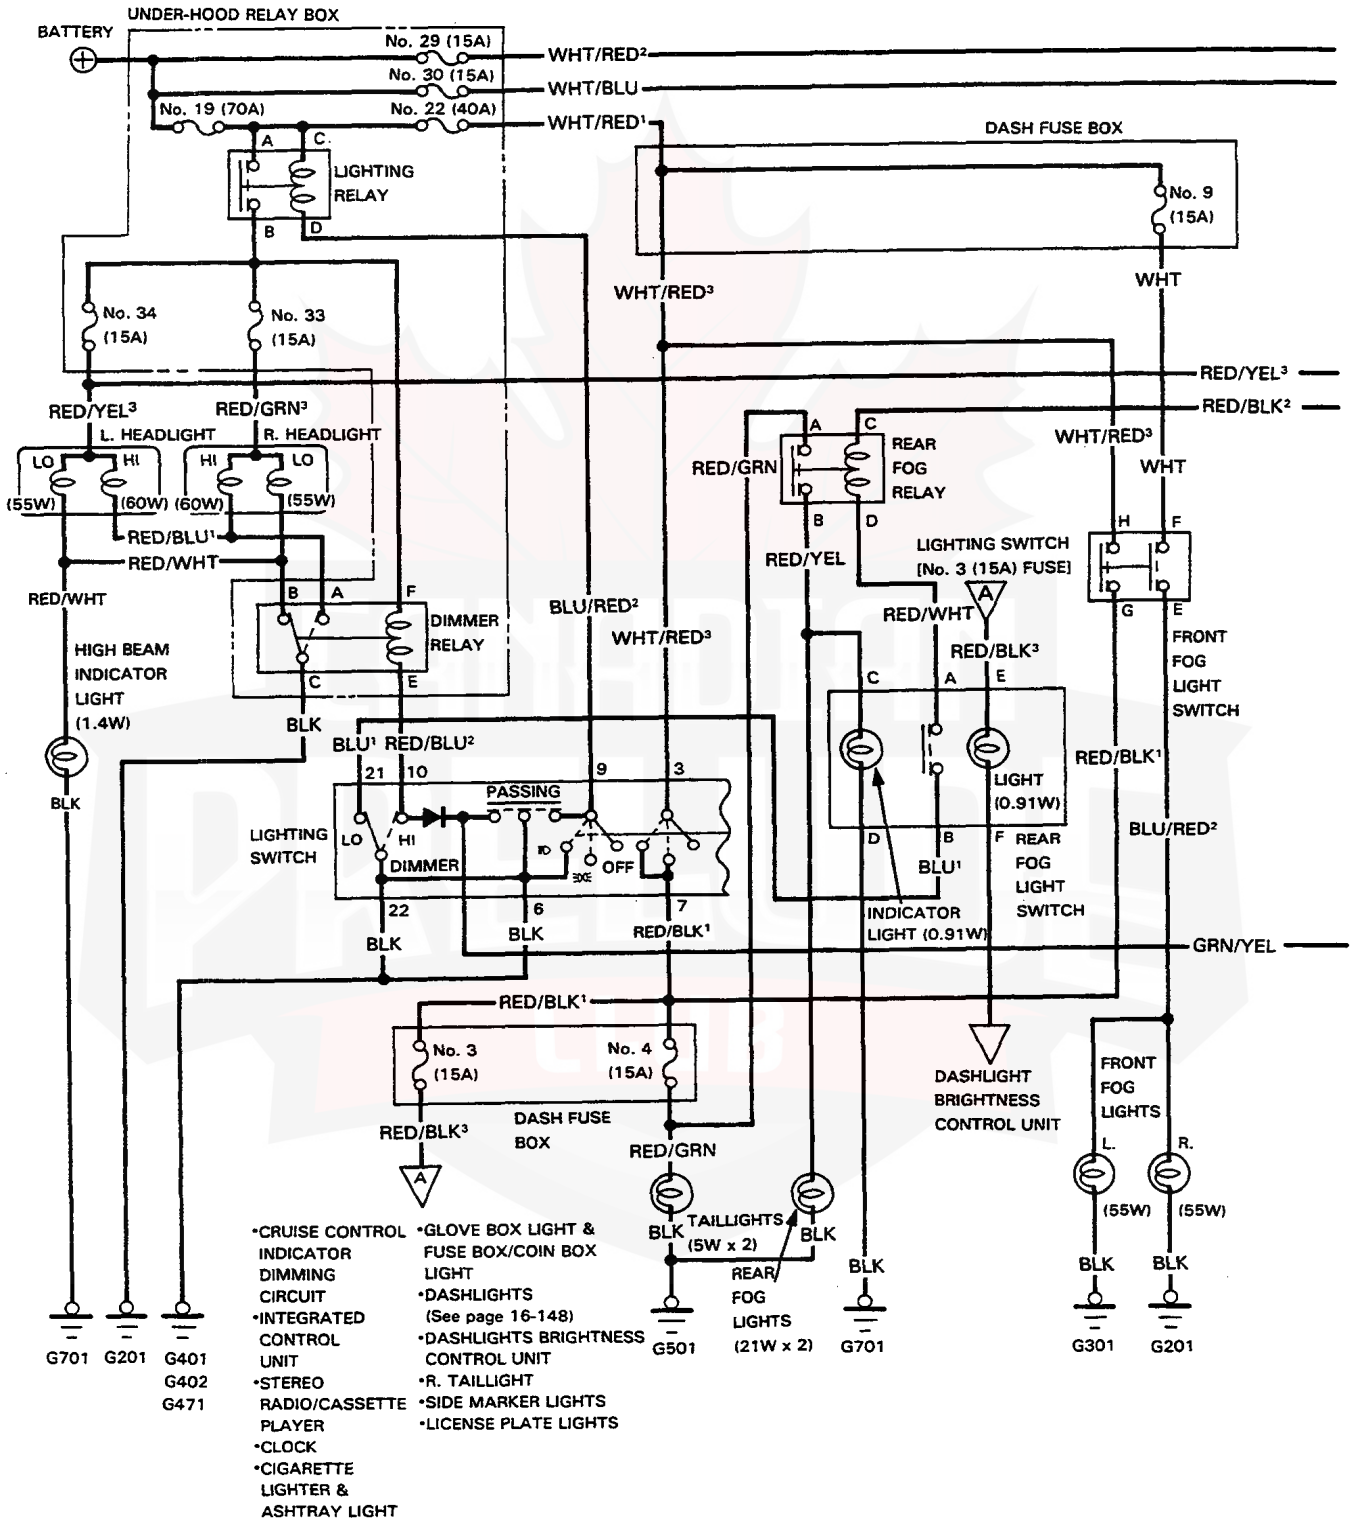 UNDER-HOOD RELAY BOX
BATTERY
No. 29 (15A)
WHT/RED²
No. 30 (15A)
WHT/BLU
No. 19 (70A)
No. 22 (40A)
WHT/RED¹
DASH FUSE BOX
A
C
LIGHTING
RELAY
No. 9
(15A)
B
D
WHT
WHT/RED³
No. 34
(15A)
No. 33
(15A)
RED/YEL³
RED/YEL³
RED/GRN³
RED/BLK²
L. HEADLIGHT
R. HEADLIGHT
LO
HI
HI
LO
(55W)
(60W)
(60W)
(55W)
A
C
REAR
FOG
RELAY
RED/GRN
WHT/RED³
WHT
B
D
H
F
RED/BLU¹
RED/WHT
RED/YEL
LIGHTING SWITCH
[No. 3 (15A) FUSE]
A
RED/WHT
B
A
F
DIMMER
RELAY
BLU/RED²
WHT/RED³
RED/WHT
RED/BLK³
G
E
FRONT
FOG
LIGHT
SWITCH
HIGH BEAM
INDICATOR
LIGHT
(1.4W)
C
E
C
A
E
BLK
BLU¹
RED/BLU²
RED/BLK¹
21
10
9
3
PASSING
LIGHT
(0.91W)
BLK
LIGHTING
SWITCH
LO
HI
DIMMER
OFF
D
B
F
REAR
FOG
LIGHT
SWITCH
BLU/RED²
BLU¹
22
6
7
INDICATOR
LIGHT (0.91W)
BLK
BLK
RED/BLK¹
GRN/YEL
RED/BLK¹
No. 3
(15A)
No. 4
(15A)
DASH FUSE
BOX
DASHLIGHT
BRIGHTNESS
CONTROL UNIT
FRONT
FOG
LIGHTS
RED/BLK³
A
RED/GRN
L.
R.
(55W)
(55W)
BLK
TAILLIGHTS
(5W x 2)
BLK
REAR
FOG
LIGHTS
(21W x 2)
BLK
BLK
BLK
G701
G201
G401
G402
G471
G501
G701
G301
G201
•CRUISE CONTROL
INDICATOR
DIMMING
CIRCUIT
•INTEGRATED
CONTROL
UNIT
•STEREO
RADIO/CASSETTE
PLAYER
•CLOCK
•CIGARETTE
LIGHTER &
ASHTRAY LIGHT
•GLOVE BOX LIGHT &
FUSE BOX/COIN BOX
LIGHT
•DASHLIGHTS
(See page 16-148)
•DASHLIGHTS BRIGHTNESS
CONTROL UNIT
•R. TAILLIGHT
•SIDE MARKER LIGHTS
•LICENSE PLATE LIGHTS
CANADIAN
PRELUDE
CLUB